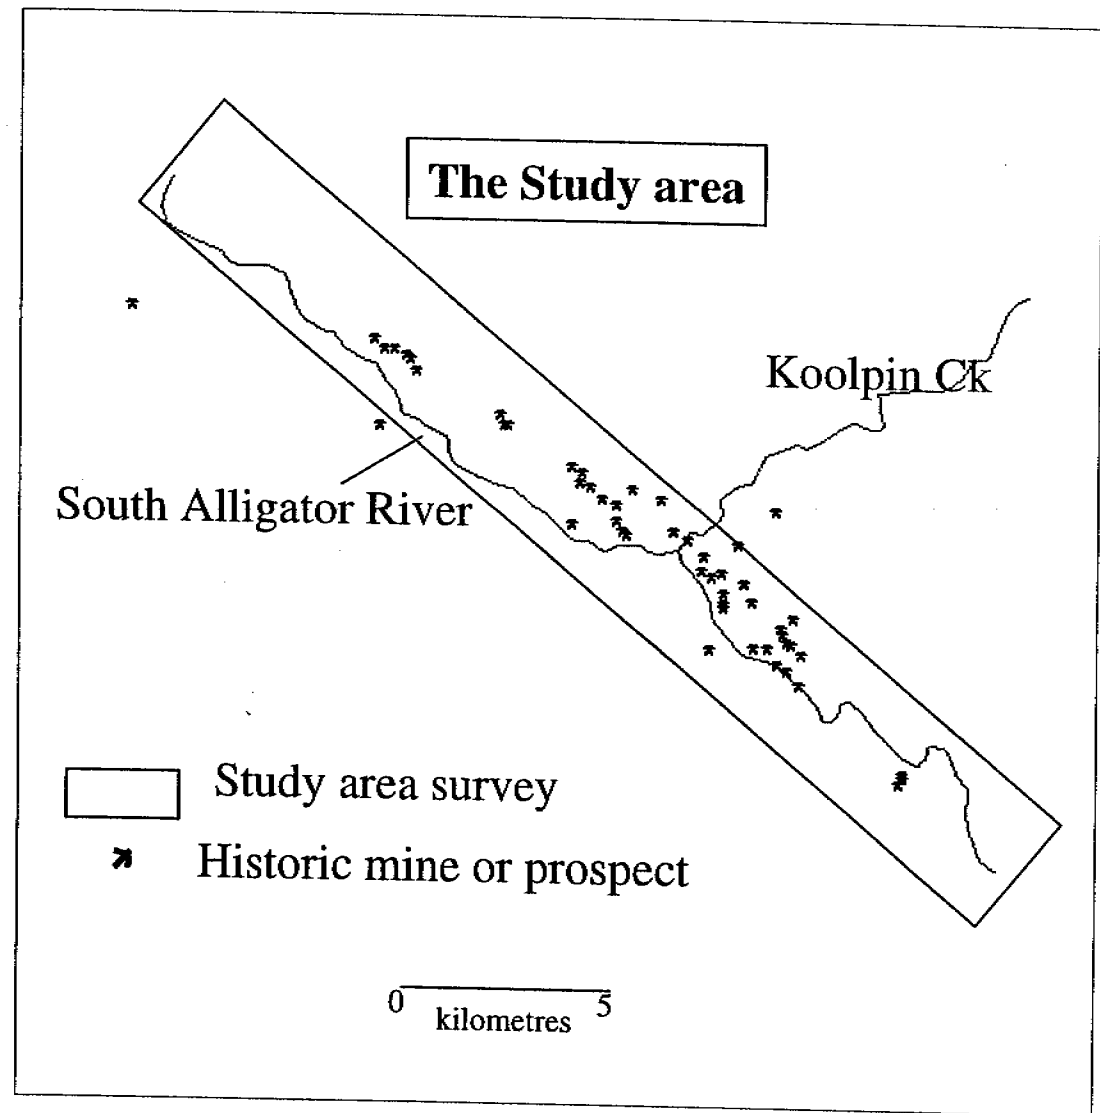 The Study area
Koolpin Ck
South Alligator River
Study area survey
Historic mine or prospect
0 5
kilometres